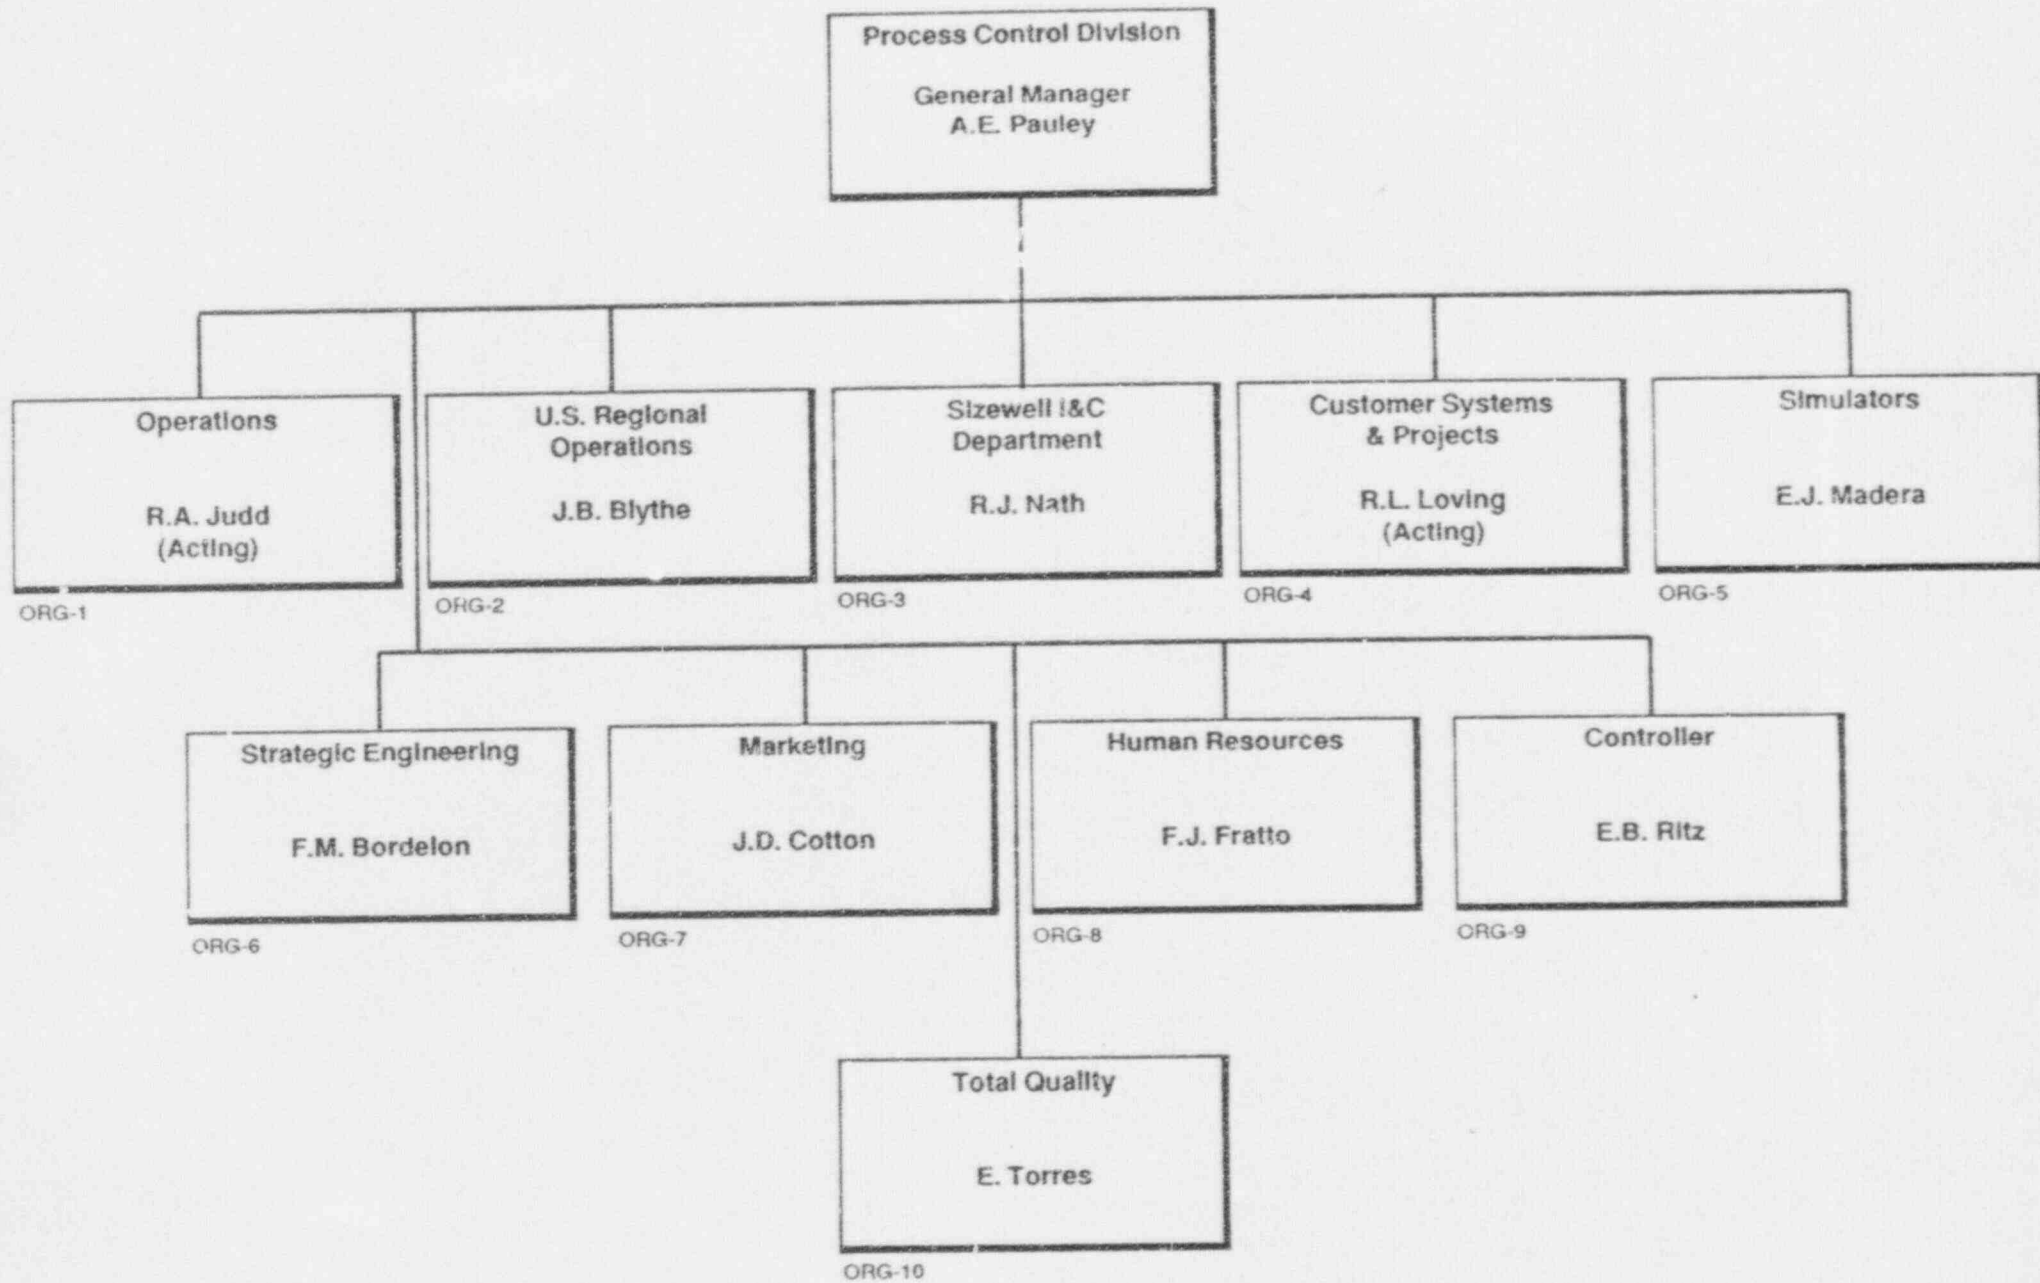 Process Control Division
General Manager
A.E. Pauley
Operations
R.A. Judd
(Acting)
ORG-1
U.S. Regional
Operations
J.B. Blythe
ORG-2
Sizewell I&C
Department
R.J. Nath
ORG-3
Customer Systems
& Projects
R.L. Loving
(Acting)
ORG-4
Simulators
E.J. Madera
ORG-5
Strategic Engineering
F.M. Bordelon
ORG-6
Marketing
J.D. Cotton
ORG-7
Human Resources
F.J. Fratto
ORG-8
Controller
E.B. Ritz
ORG-9
Total Quality
E. Torres
ORG-10